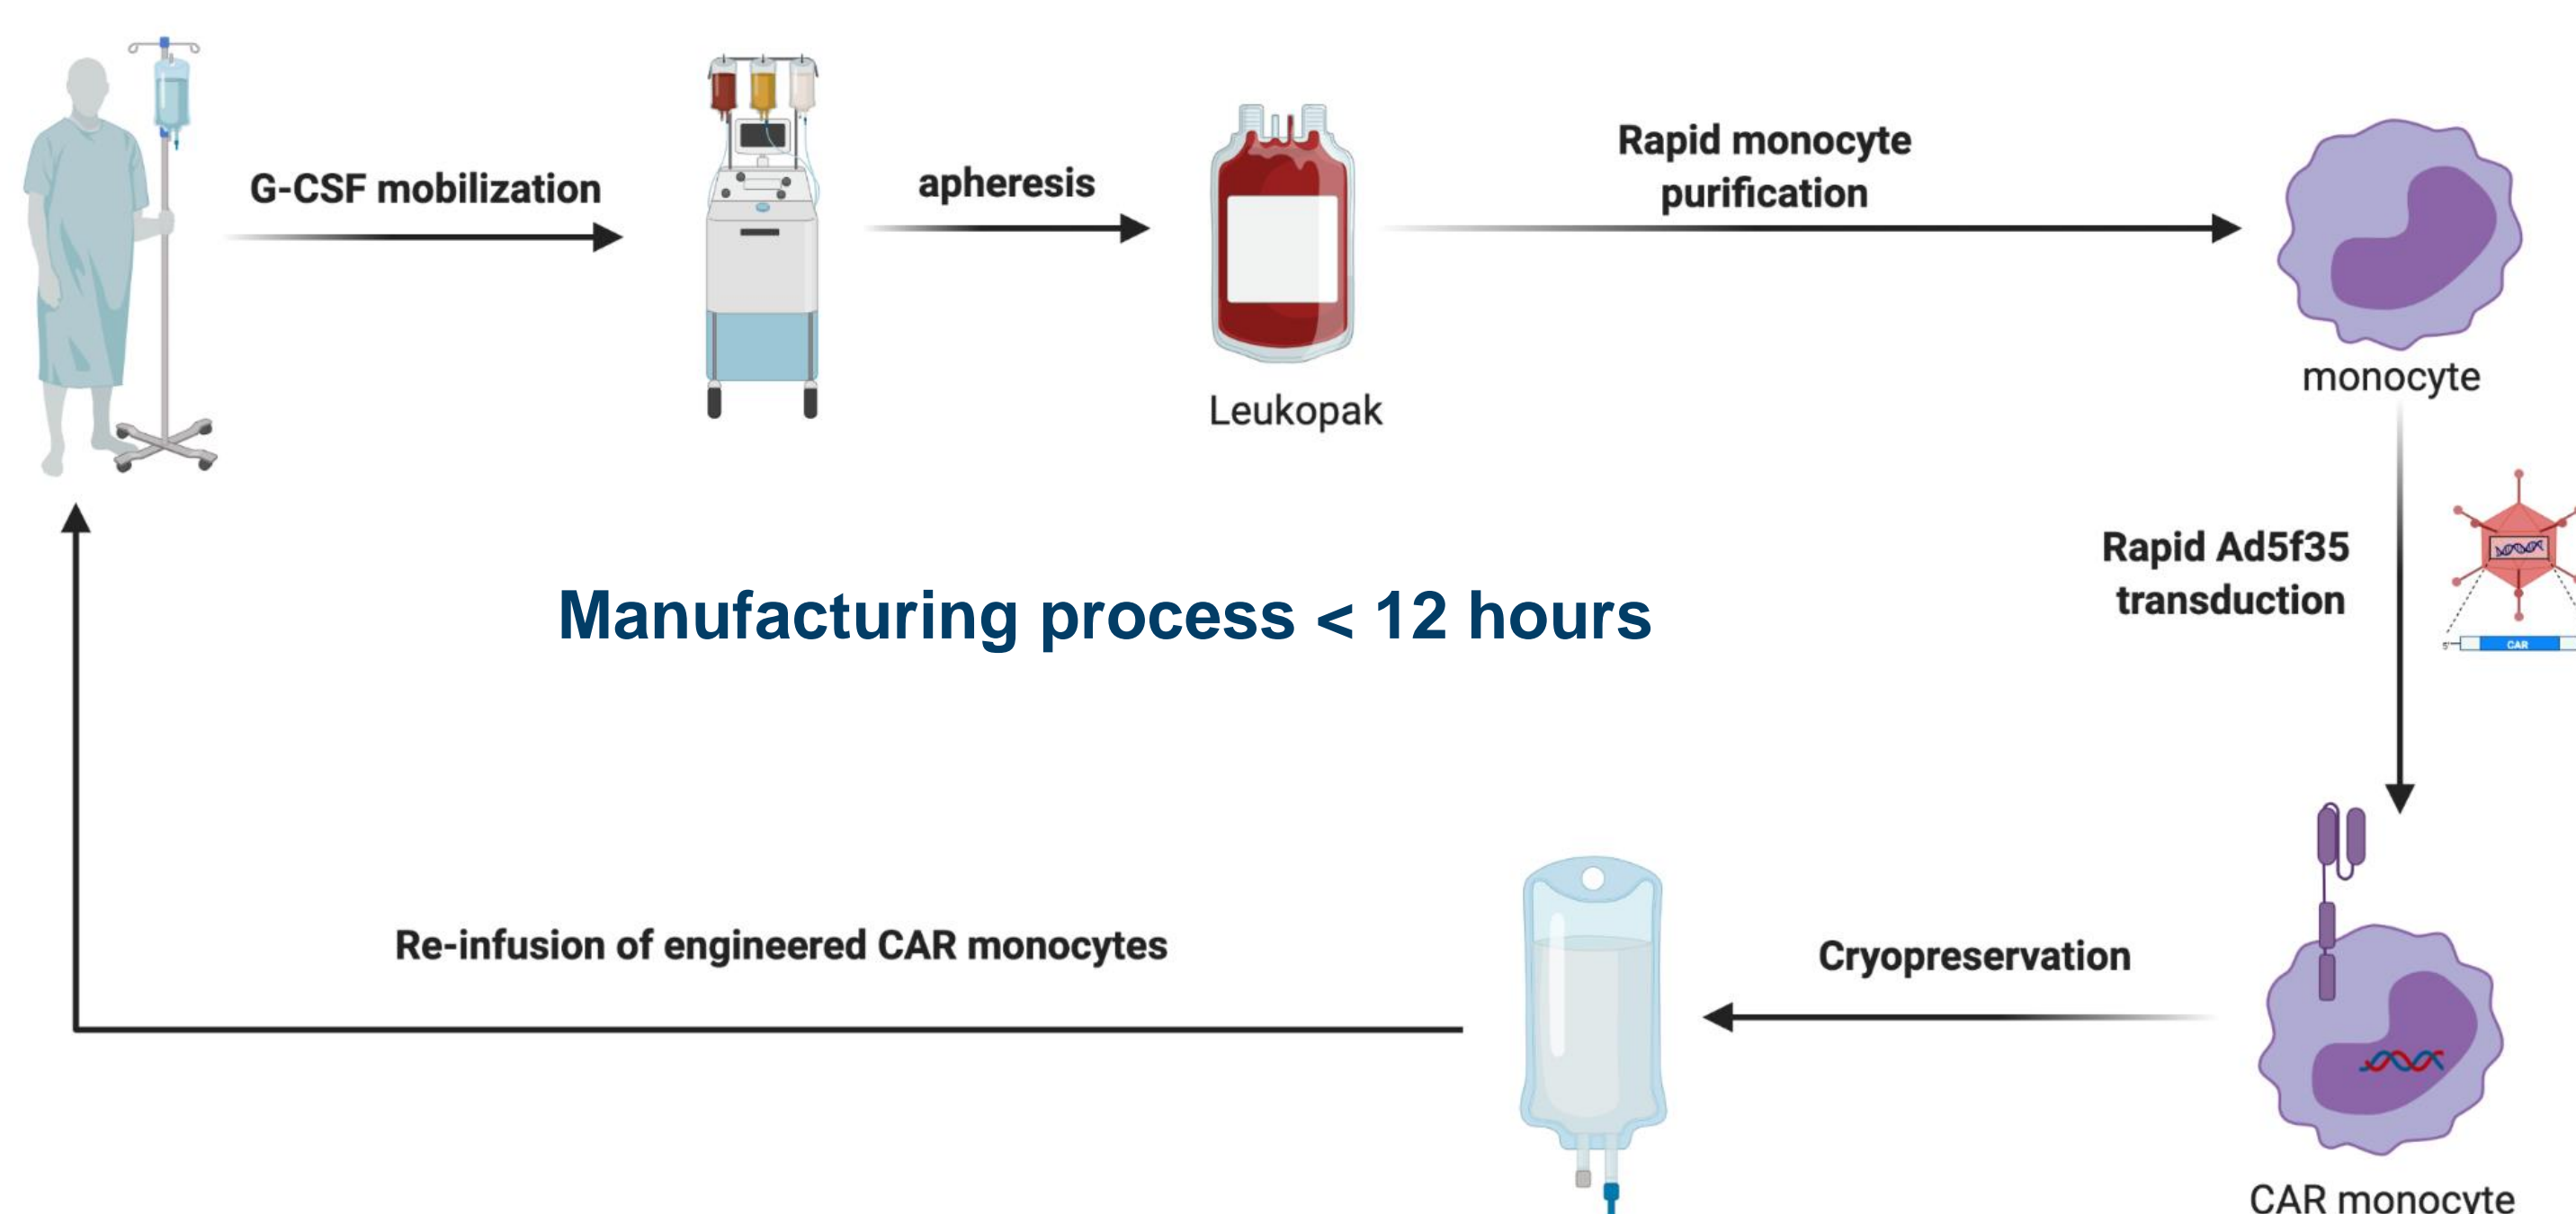 G-CSF mobilization
apheresis
Leukopak
Rapid monocyte
purification
monocyte
Rapid Ad5f35
transduction
5'
CAR
Manufacturing process < 12 hours
Re-infusion of engineered CAR monocytes
Cryopreservation
CAR monocyte